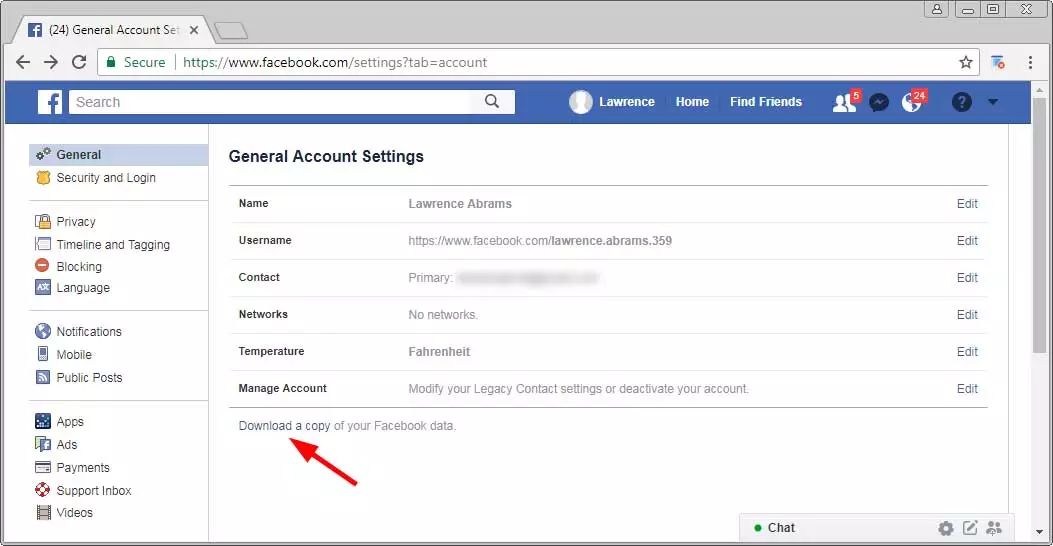 (24) General Account Set
Secure
https://www.facebook.com/settings?tab=account
Search
Lawrence
Home
Find Friends
5
24
General
Security and Login
Privacy
Timeline and Tagging
Blocking
Language
Notifications
Mobile
Public Posts
Apps
Ads
Payments
Support Inbox
Videos
General Account Settings
Name Lawrence Abrams Edit
Username https://www.facebook.com/lawrence.abrams.359 Edit
Contact Primary: Edit
Networks No networks. Edit
Temperature Fahrenheit Edit
Manage Account Modify your Legacy Contact settings or deactivate your account. Edit
Download a copy of your Facebook data.
Chat